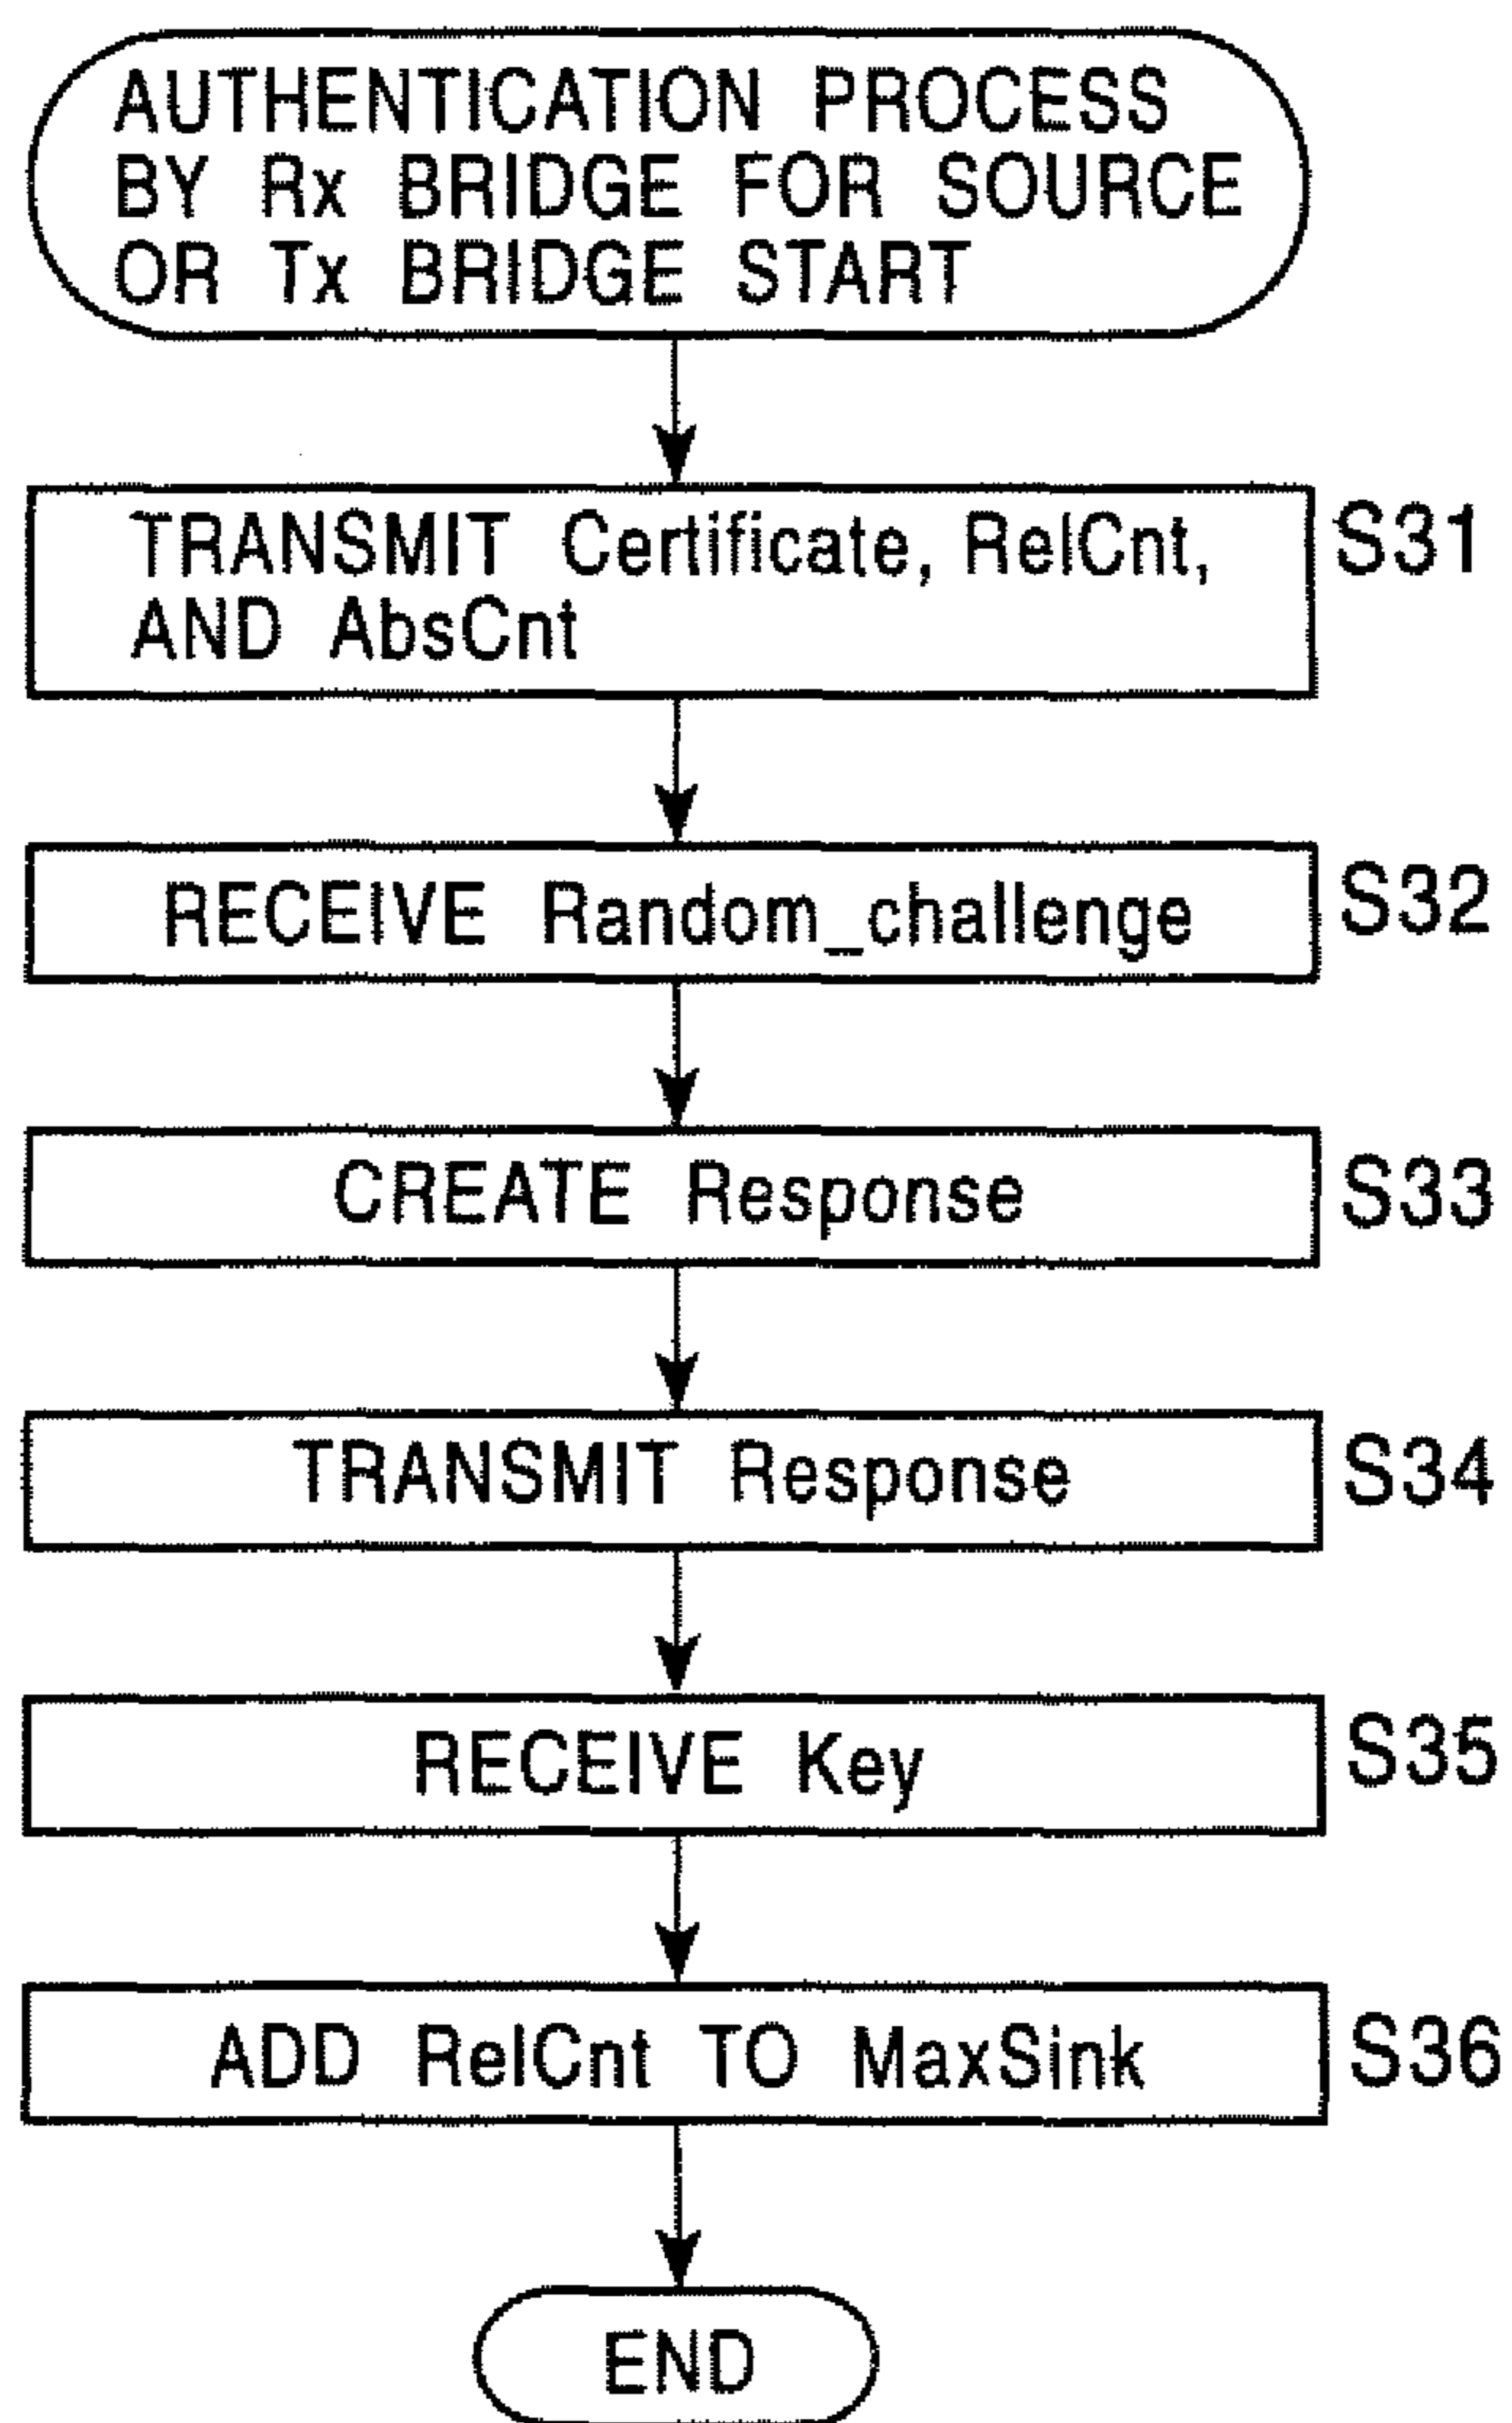 AUTHENTICATION PROCESS
BY Rx BRIDGE FOR SOURCE
OR Tx BRIDGE START
TRANSMIT Certificate, RelCnt,
AND AbsCnt
S31
RECEIVE Random_challenge
S32
CREATE Response
S33
TRANSMIT Response
S34
RECEIVE Key
S35
ADD RelCnt TO MaxSink
S36
END